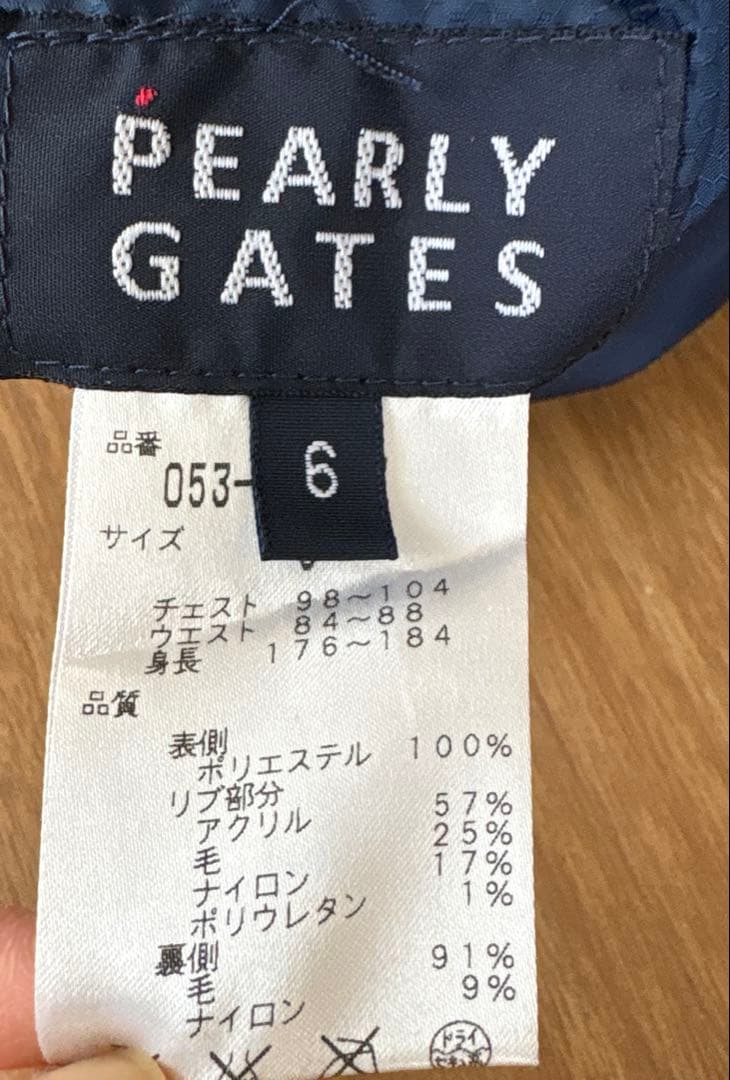 PEARLY
GATES
6
品番
053-
サイズ
チェスト 98～104
ウエスト 84～88
身長 176～184
品質
表側
ポリエステル 100%
リブ部分
アクリル 57%
毛 25%
ナイロン 17%
ポリウレタン 1%
裏側
毛 91%
ナイロン 9%
ドライ